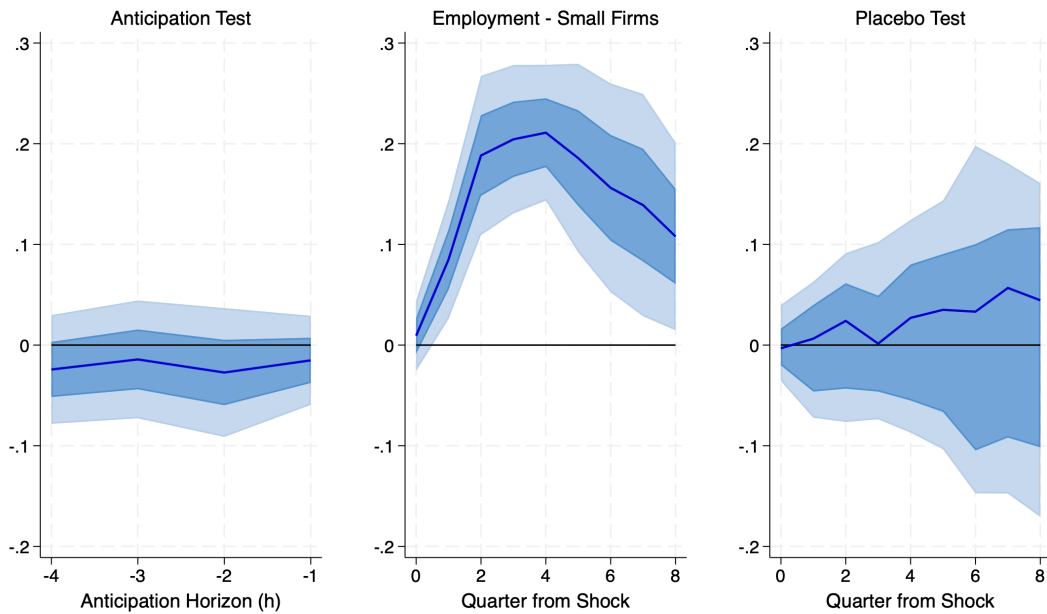 Anticipation Test
.3
.2
.1
0
-.1
-.2
-4 -3 -2 -1
Anticipation Horizon (h)
Employment - Small Firms
.3
.2
.1
0
-.1
-.2
0 2 4 6 8
Quarter from Shock
Placebo Test
.3
.2
.1
0
-.1
-.2
0 2 4 6 8
Quarter from Shock